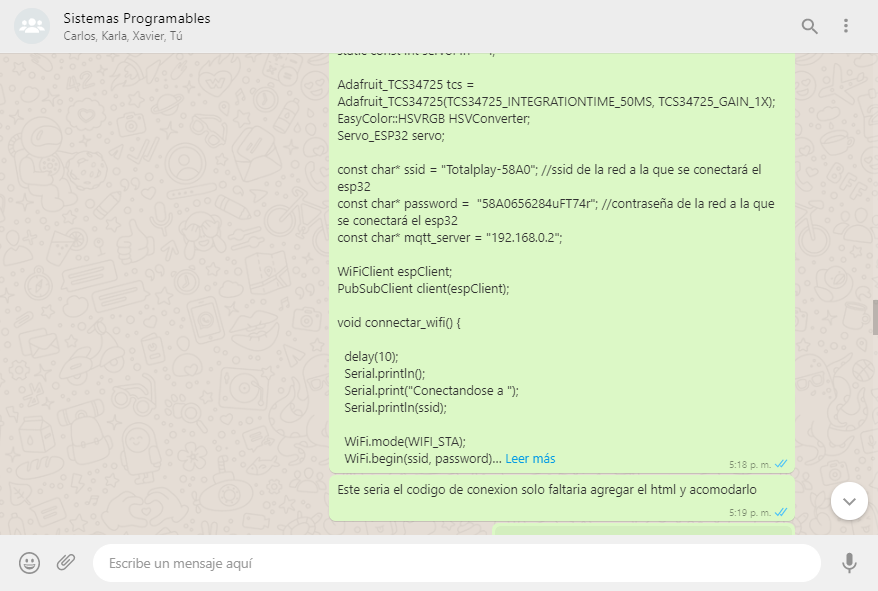 Sistemas Programables
Carlos, Karla, Xavier, Tú
Adafruit_TCS34725 tcs =
Adafruit_TCS34725(TCS34725_INTEGRATIONTIME_50MS, TCS34725_GAIN_1X);
EasyColor::HSVRGB HSVConverter;
Servo_ESP32 servo;
const char* ssid = "Totalplay-58A0"; //ssid de la red a la que se conectará el
esp32
const char* password =  "58A0656284uFT74r"; //contraseña de la red a la que
se conectará el esp32
const char* mqtt_server = "192.168.0.2";
WiFiClient espClient;
PubSubClient client(espClient);
void connectar_wifi() {
delay(10);
Serial.println();
Serial.print("Conectandose a ");
Serial.println(ssid);
WiFi.mode(WIFI_STA);
WiFi.begin(ssid, password)... Leer más
5:18 p. m.
Este seria el codigo de conexion solo faltaria agregar el html y acomodarlo
5:19 p. m.
Escribe un mensaje aquí